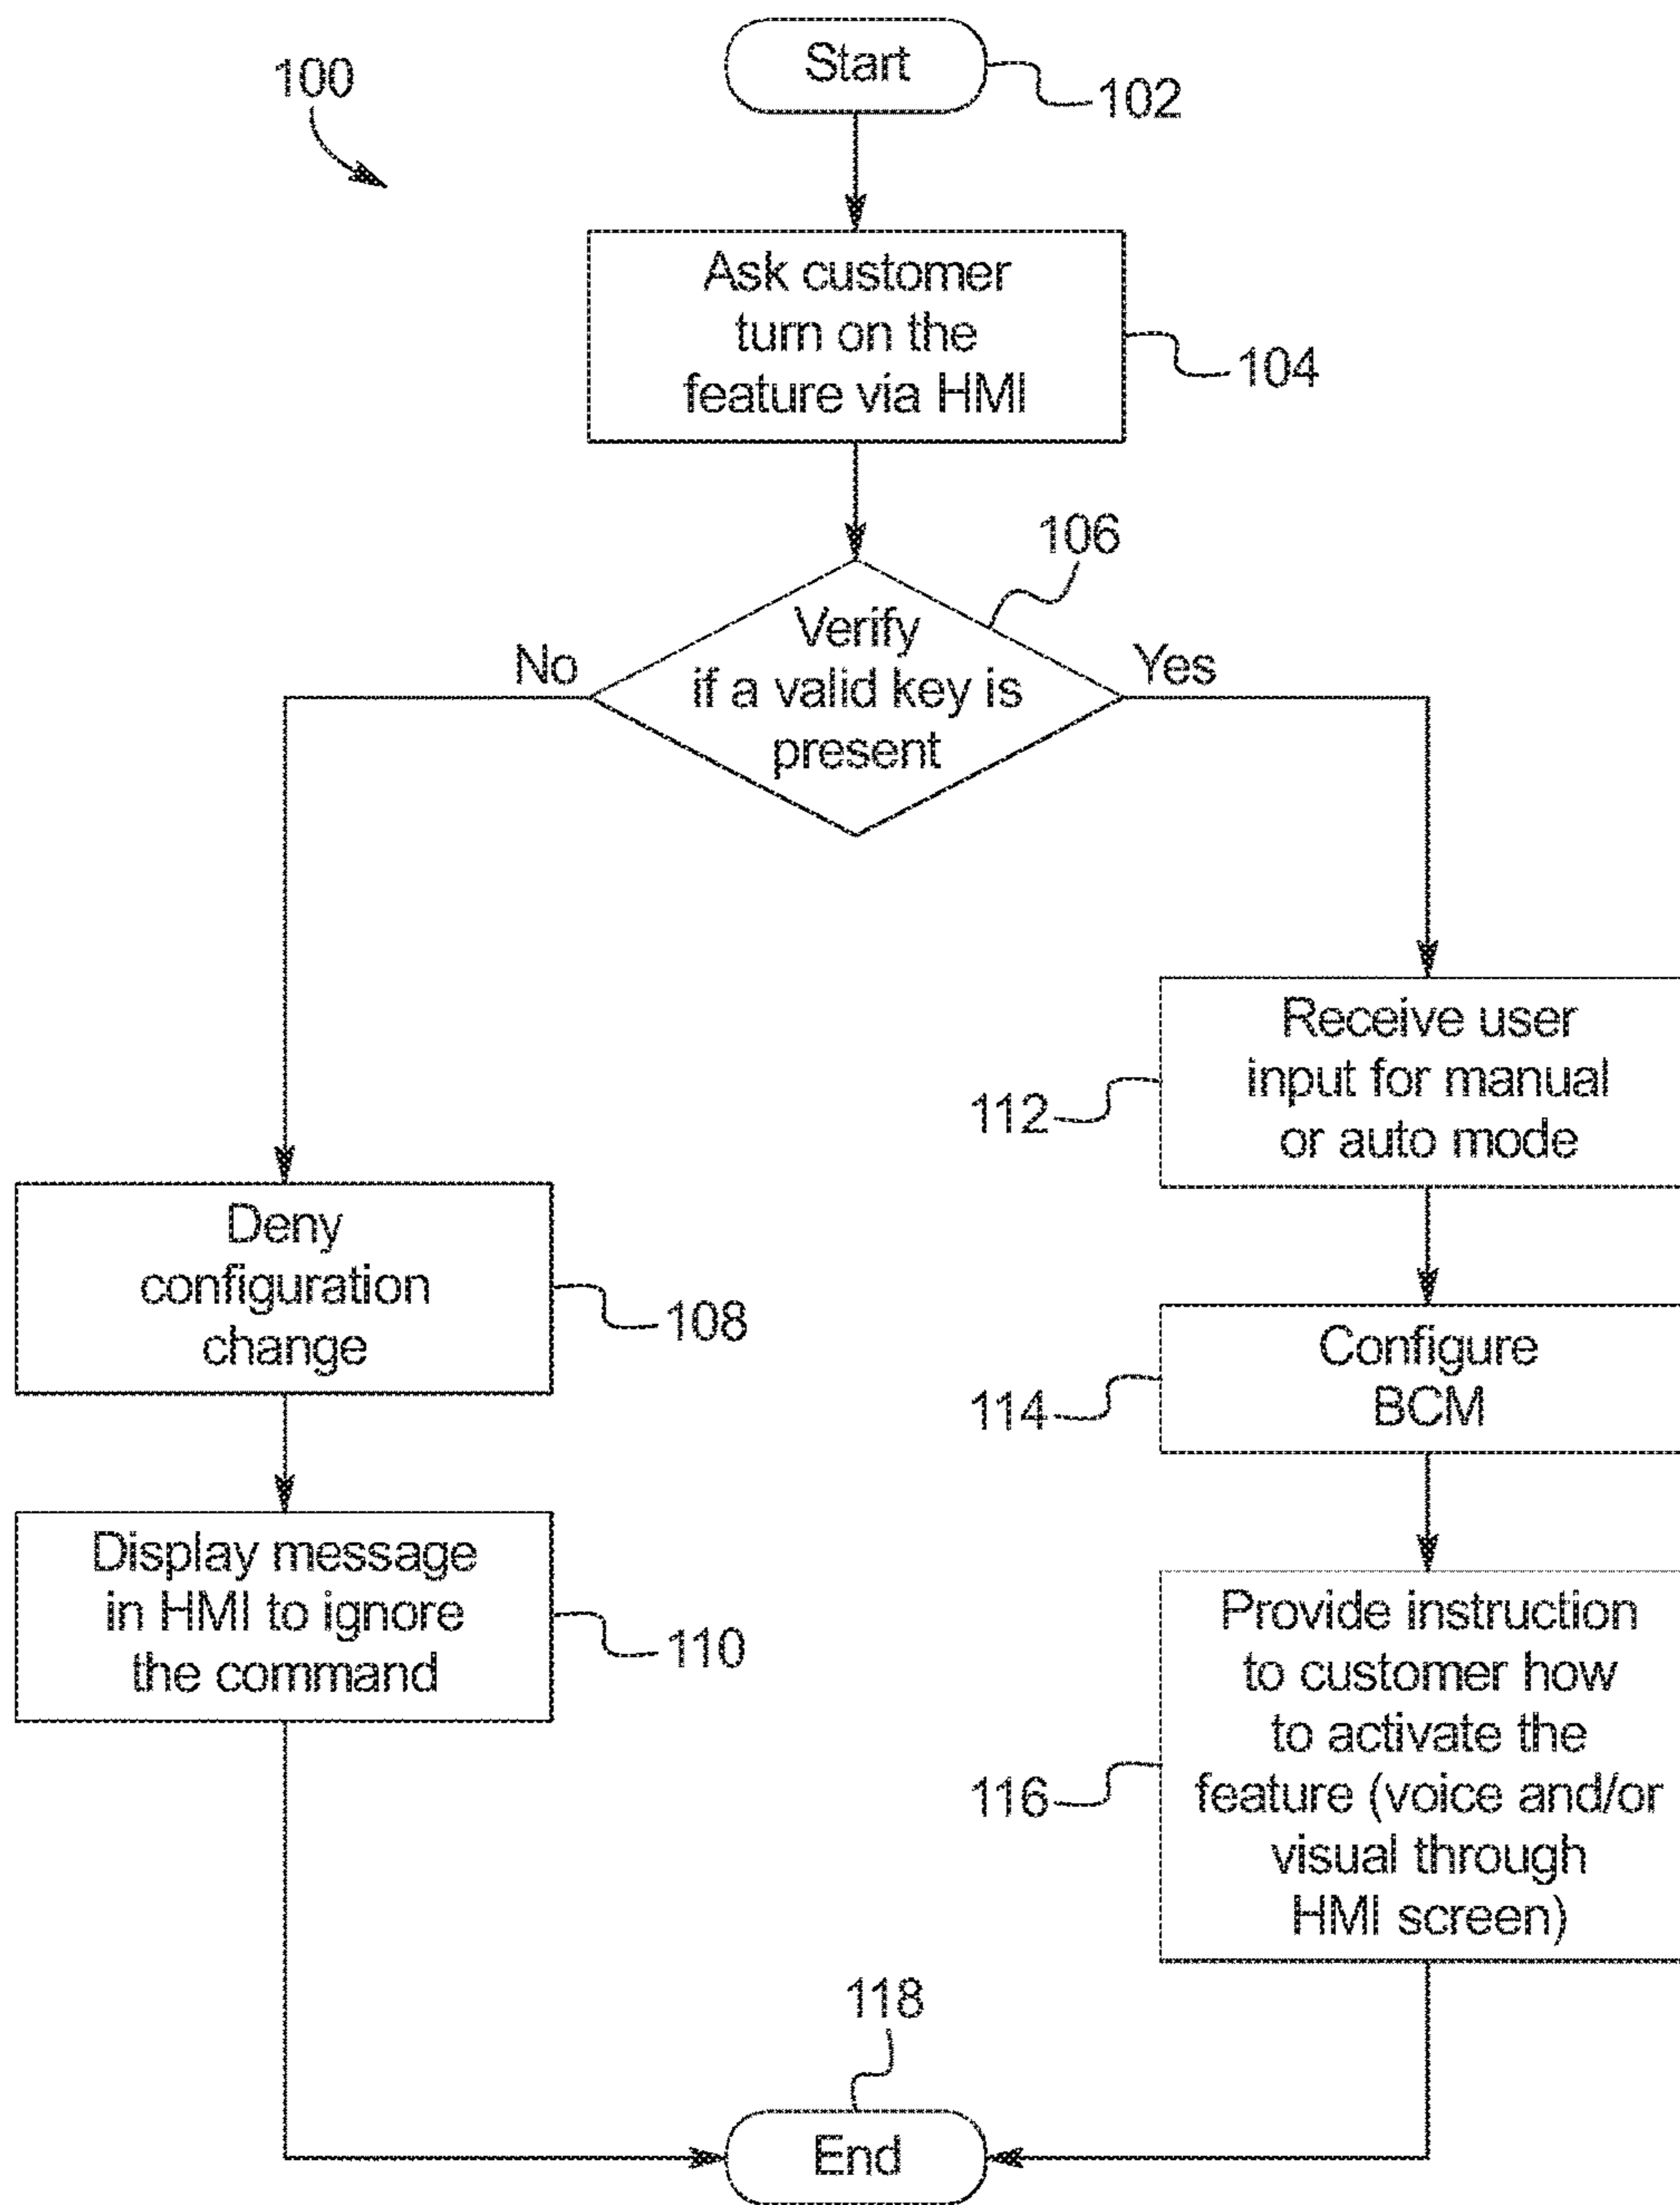 100
Start
102
Ask customer
turn on the
feature via HMI
104
106
Verify
if a valid key is
present
No
Yes
Receive user
input for manual
or auto mode
112
Deny
configuration
change
108
Configure
BCM
114
Display message
in HMI to ignore
the command
110
Provide instruction
to customer how
to activate the
feature (voice and/or
visual through
HMI screen)
116
118
End